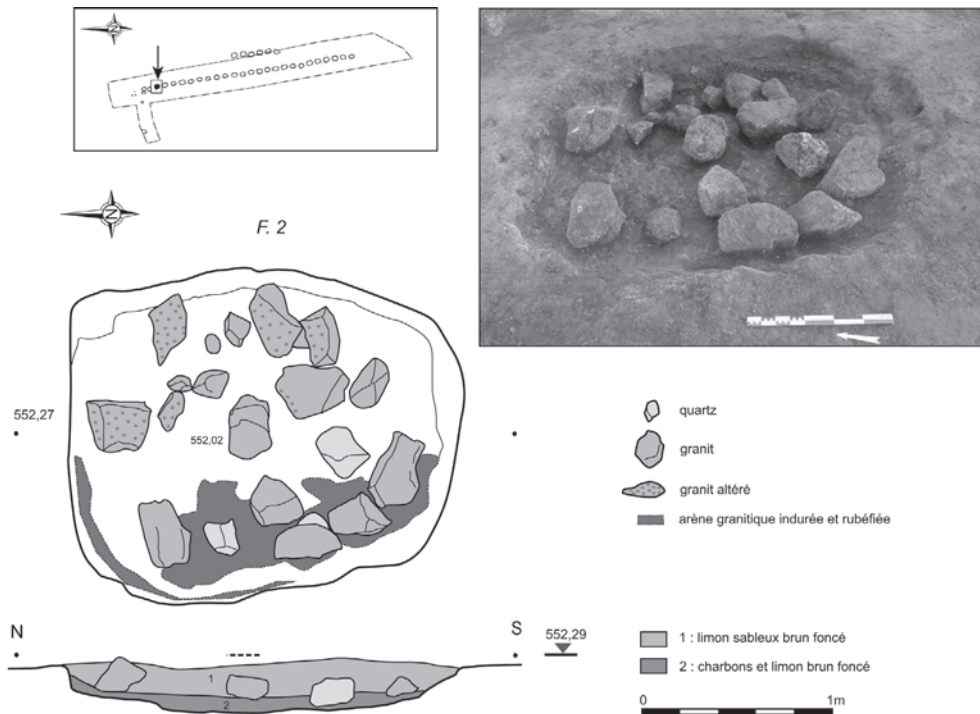 N
N
F. 2
552,27
552,02
quartz
granit
granit altéré
arène granitique indurée et rubéfiée
N
S
552,29
1
2
1 : limon sableux brun foncé
2 : charbons et limon brun foncé
0
1m